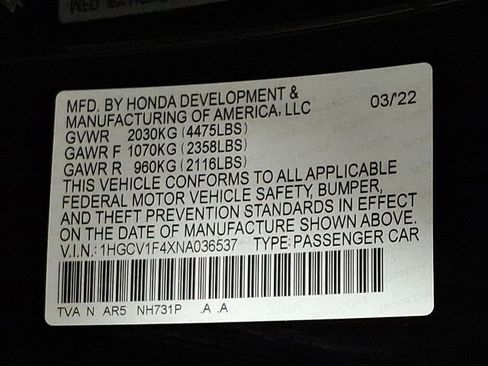 MFD. BY HONDA DEVELOPMENT &
MANUFACTURING OF AMERICA, LLC 03/'22
GVWR 2030KG (4475LBS)
GAWR F 1070KG (2358LBS)
GAWR R 960KG (2116LBS)
THIS VEHICLE CONFORMS TO ALL APPLICABLE
FEDERAL MOTOR VEHICLE SAFETY, BUMPER,
AND THEFT PREVENTION STANDARDS IN EFFECT
ON THE DATE OF MANUFACTURE SHOWN ABOVE.
V.I.N.: 1HGCV1F4XNA036537 TYPE: PASSENGER CAR
TVA N AR5 NH731P .A .A